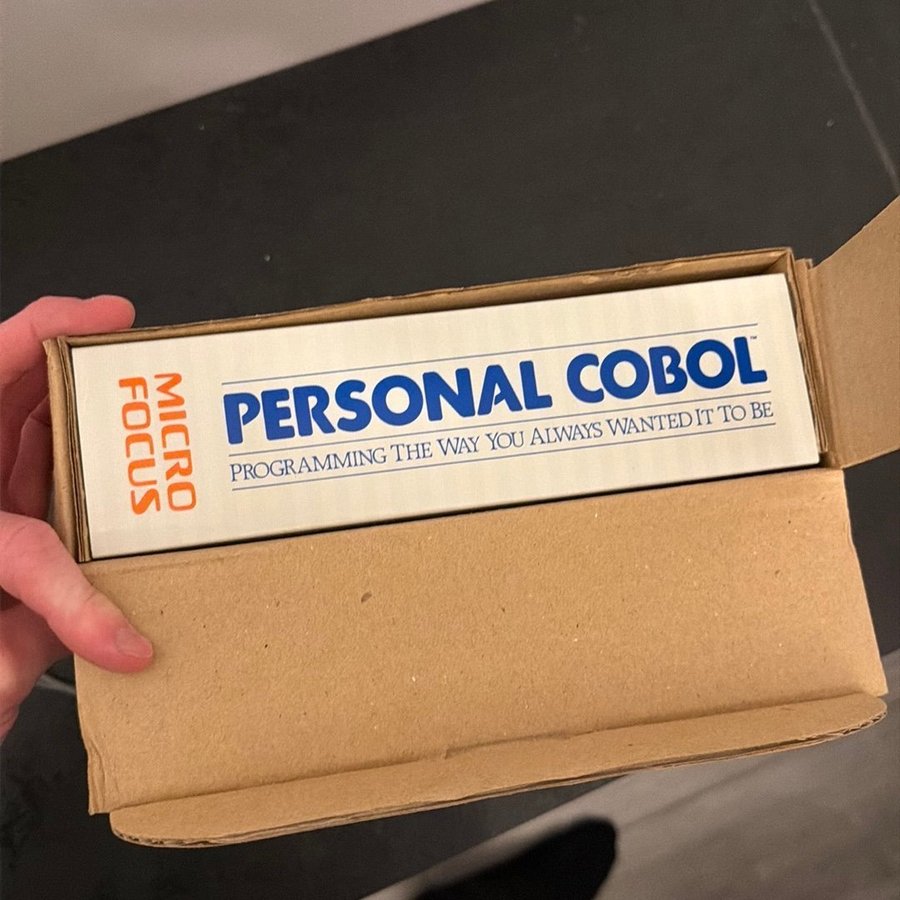 MICRO
FOCUS
PERSONAL COBOL™
PROGRAMMING THE WAY YOU ALWAYS WANTED IT TO BE